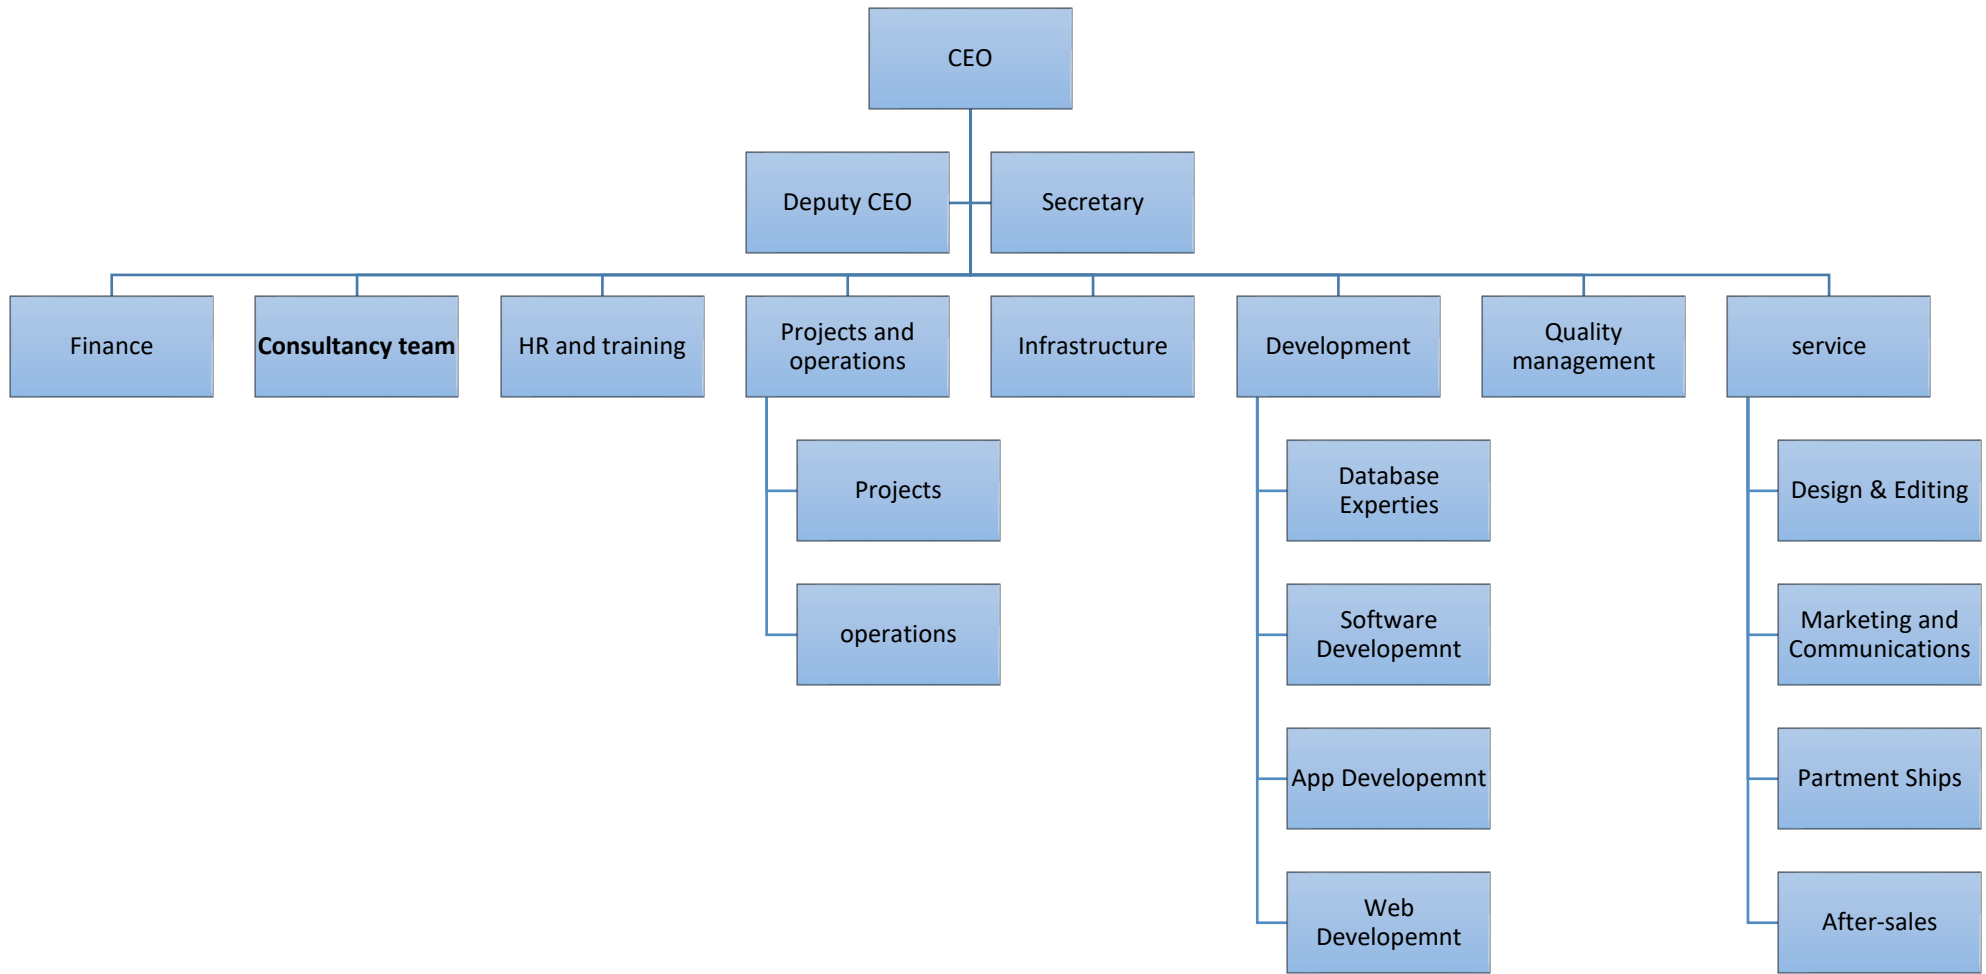 CEO
Deputy CEO
Secretary
Finance
Consultancy team
HR and training
Projects and
operations
Infrastructure
Development
Quality
management
service
Projects
operations
Database
Experties
Software
Developemnt
App Developemnt
Web
Developemnt
Design & Editing
Marketing and
Communications
Partment Ships
After-sales